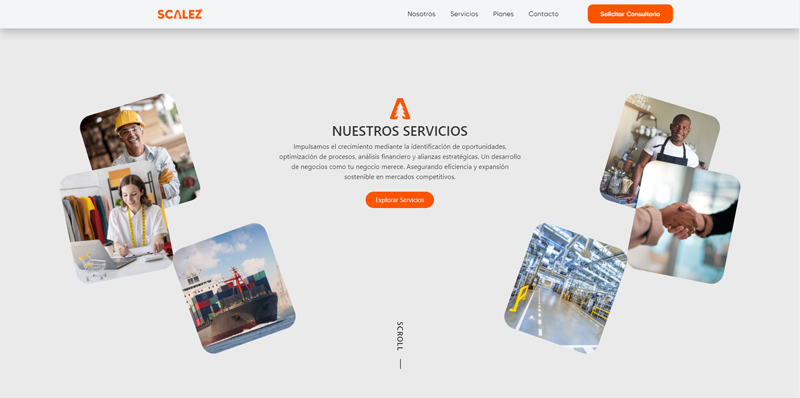 SCALEZ
Nosotros Servicios Planes Contacto Solicitar Consultorio
NUESTROS SERVICIOS
Impulsamos el crecimiento mediante la identificación de oportunidades,
optimización de procesos, análisis financiero y alianzas estratégicas. Un desarrollo
de negocios como tu negocio merece. Asegurando eficiencia y expansión
sostenible en mercados competitivos.
Explorar Servicios
SCROLL